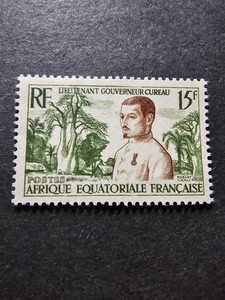 LIEUTENANT GOUVERNEUR CUREAU
RF 15F
POSTES
AFRIQUE EQUATORIALE FRANÇAISE